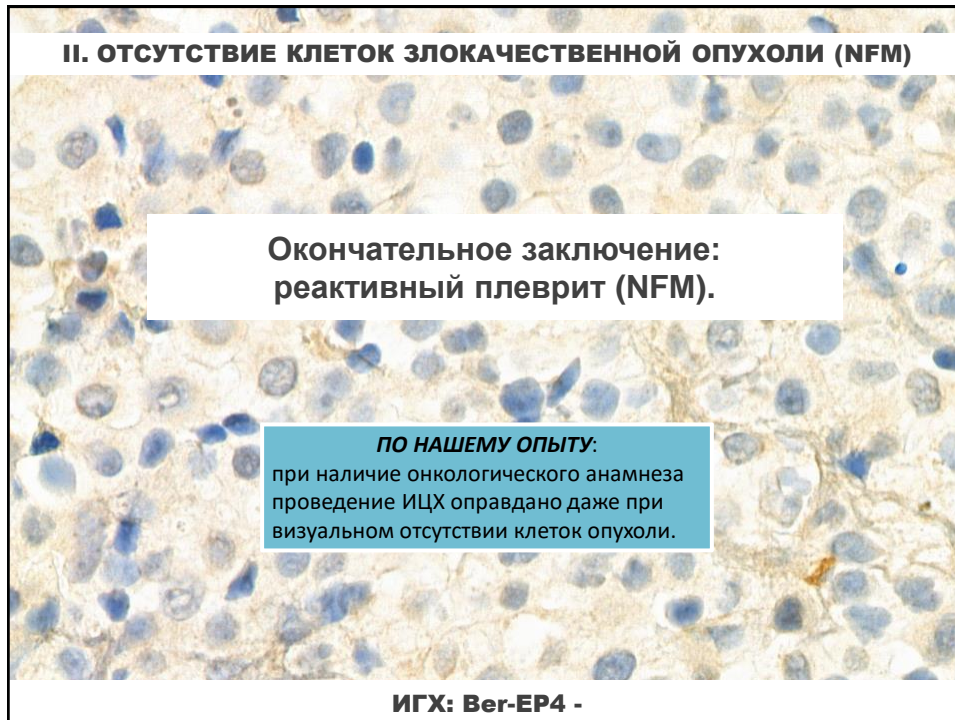 II. ОТСУТСТВИЕ КЛЕТОК ЗЛОКАЧЕСТВЕННОЙ ОПУХОЛИ (NFM)
Окончательное заключение:
реактивный плеврит (NFM).
ПО НАШЕМУ ОПЫТУ:
при наличие онкологического анамнеза
проведение ИЦХ оправдано даже при
визуальном отсутствии клеток опухоли.
ИГХ: Ber-EP4 -